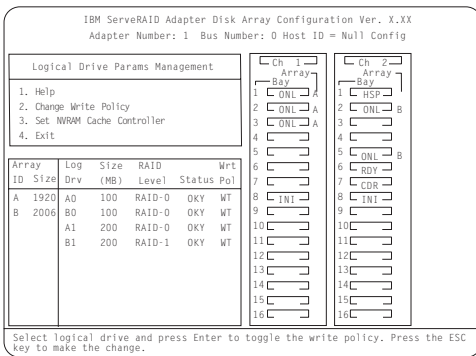 IBM ServeRAID Adapter Disk Array Configuration Ver. X.XX
Adapter Number: 1 Bus Number: 0 Host ID = Null Config
Logical Drive Params Management
1. Help
2. Change Write Policy
3. Set NVRAM Cache Controller
4. Exit
Array Log Size RAID Wrt
ID Size Drv (MB) Level Status Pol
A 1920 A0 100 RAID-0 OKY WT
B 2006 B0 100 RAID-0 OKY WT
A1 200 RAID-0 OKY WT
B1 200 RAID-1 OKY WT
Ch 1
Array
Bay
1 ONL A
2 ONL A
3 ONL A
4
5
6
7
8 INI
9
10
11
12
13
14
15
16
Ch 2
Array
Bay
1 HSP
2 ONL B
3
4
5 ONL B
6 RDY
7 CDR
8 INI
9
10
11
12
13
14
15
16
Select logical drive and press Enter to toggle the write policy. Press the ESC
key to make the change.